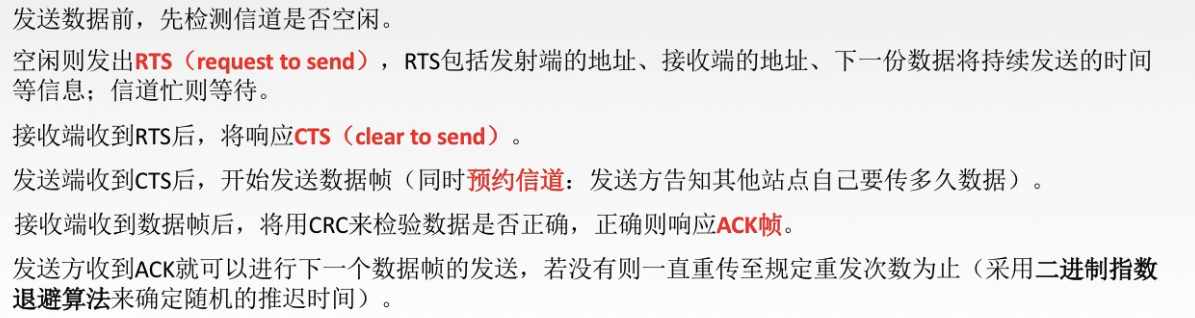 发送数据前，先检测信道是否空闲。
空闲则发出RTS（request to send），RTS包括发射端的地址、接收端的地址、下一份数据将持续发送的时间
等信息；信道忙则等待。
接收端收到RTS后，将响应CTS（clear to send）。
发送端收到CTS后，开始发送数据帧（同时预约信道：发送方告知其他站点自己要传多久数据）。
接收端收到数据帧后，将用CRC来检验数据是否正确，正确则响应ACK帧。
发送方收到ACK就可以进行下一个数据帧的发送，若没有则一直重传至规定重发次数为止（采用二进制指数
退避算法来确定随机的推迟时间）。